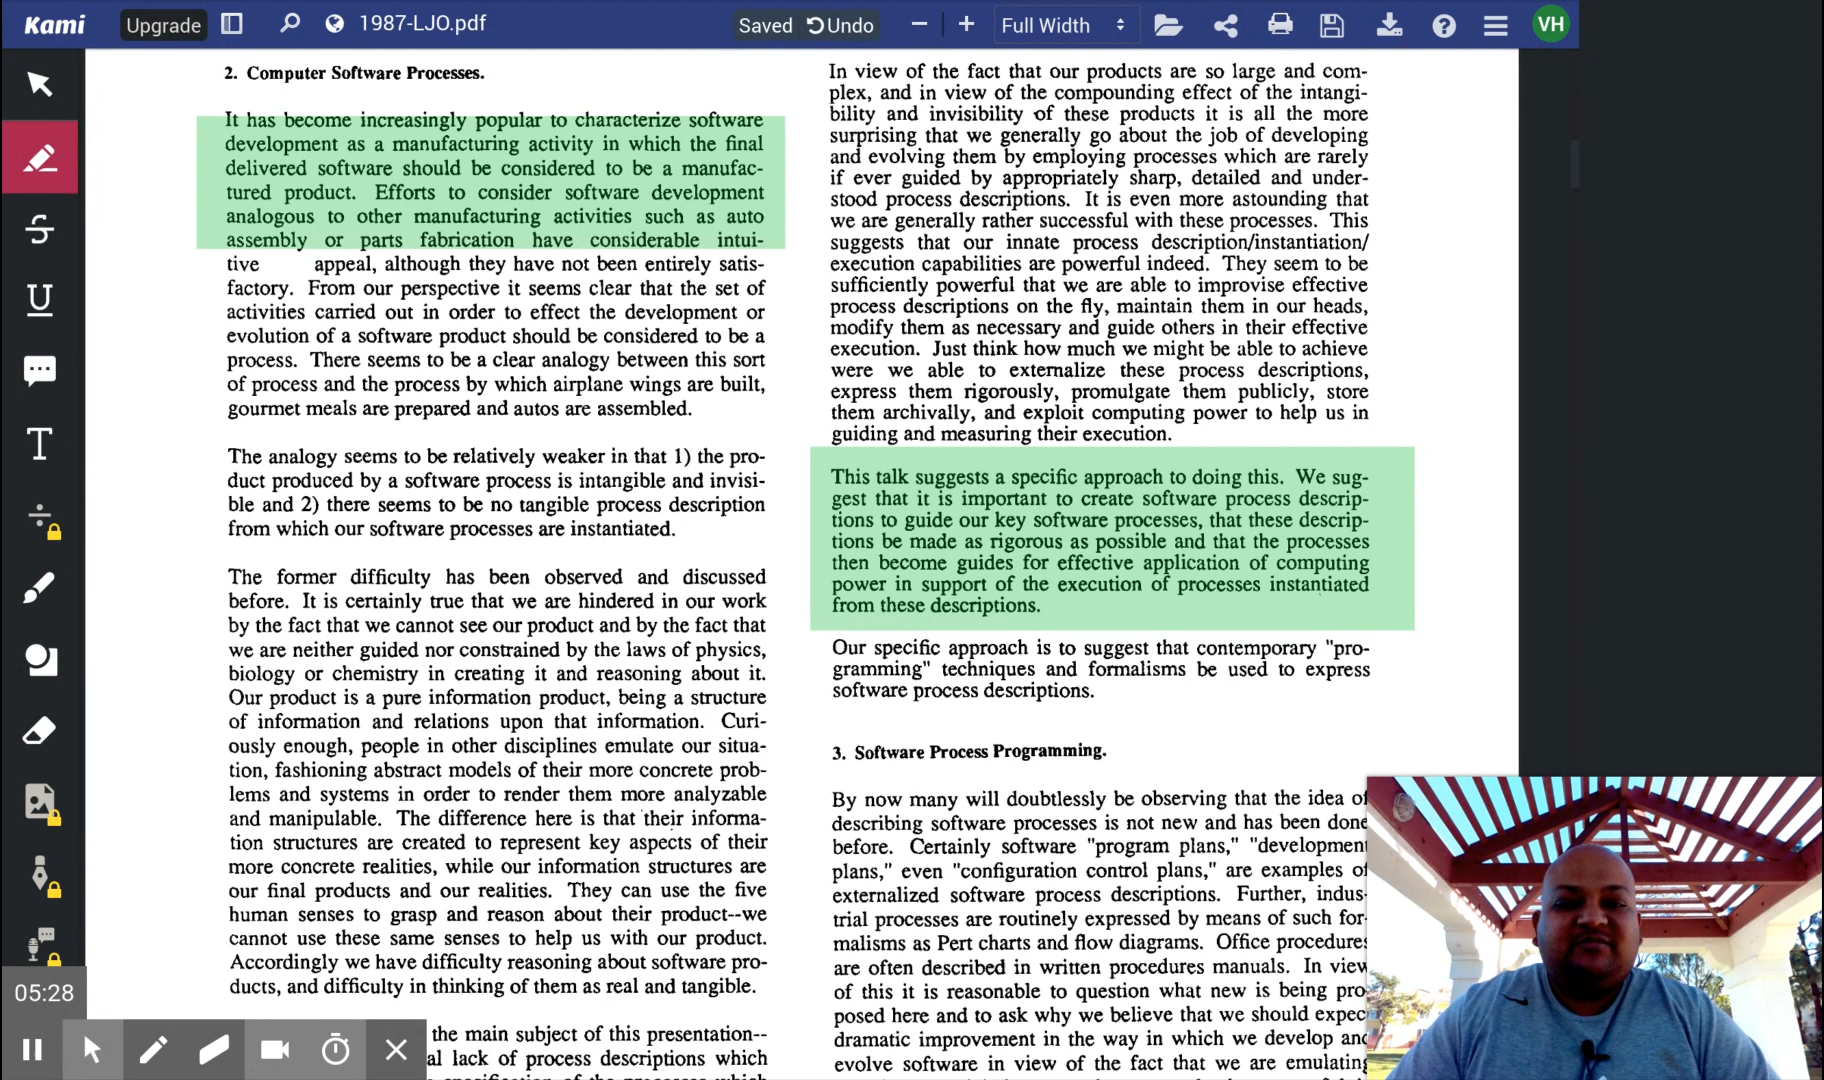 Kami
Upgrade
1987-LJO.pdf
Saved
Undo
Full Width
VH
2. Computer Software Processes.
It has become increasingly popular to characterize software
development as a manufacturing activity in which the final
delivered software should be considered to be a manufac-
tured product. Efforts to consider software development
analogous to other manufacturing activities such as auto
assembly or parts fabrication have considerable intui-
tive appeal, although they have not been entirely satis-
factory. From our perspective it seems clear that the set of
activities carried out in order to effect the development or
evolution of a software product should be considered to be a
process. There seems to be a clear analogy between this sort
of process and the process by which airplane wings are built,
gourmet meals are prepared and autos are assembled.
The analogy seems to be relatively weaker in that 1) the pro-
duct produced by a software process is intangible and invisi-
ble and 2) there seems to be no tangible process description
from which our software processes are instantiated.
The former difficulty has been observed and discussed
before. It is certainly true that we are hindered in our work
by the fact that we cannot see our product and by the fact that
we are neither guided nor constrained by the laws of physics,
biology or chemistry in creating it and reasoning about it.
Our product is a pure information product, being a structure
of information and relations upon that information. Curi-
ously enough, people in other disciplines emulate our situa-
tion, fashioning abstract models of their more concrete prob-
lems and systems in order to render them more analyzable
and manipulable. The difference here is that their informa-
tion structures are created to represent key aspects of their
more concrete realities, while our information structures are
our final products and our realities. They can use the five
human senses to grasp and reason about their product--we
cannot use these same senses to help us with our product.
Accordingly we have difficulty reasoning about software pro-
ducts, and difficulty in thinking of them as real and tangible.
the main subject of this presentation--
al lack of process descriptions which
In view of the fact that our products are so large and com-
plex, and in view of the compounding effect of the intangi-
bility and invisibility of these products it is all the more
surprising that we generally go about the job of developing
and evolving them by employing processes which are rarely
if ever guided by appropriately sharp, detailed and under-
stood process descriptions. It is even more astounding that
we are generally rather successful with these processes. This
suggests that our innate process description/instantiation/
execution capabilities are powerful indeed. They seem to be
sufficiently powerful that we are able to improvise effective
process descriptions on the fly, maintain them in our heads,
modify them as necessary and guide others in their effective
execution. Just think how much we might be able to achieve
were we able to externalize these process descriptions,
express them rigorously, promulgate them publicly, store
them archivally, and exploit computing power to help us in
guiding and measuring their execution.
This talk suggests a specific approach to doing this. We sug-
gest that it is important to create software process descrip-
tions to guide our key software processes, that these descrip-
tions be made as rigorous as possible and that the processes
then become guides for effective application of computing
power in support of the execution of processes instantiated
from these descriptions.
Our specific approach is to suggest that contemporary "pro-
gramming" techniques and formalisms be used to express
software process descriptions.
3. Software Process Programming.
By now many will doubtlessly be observing that the idea of
describing software processes is not new and has been done
before. Certainly software "program plans," "development
plans," even "configuration control plans," are examples of
externalized software process descriptions. Further, indus-
trial processes are routinely expressed by means of such for-
malisms as Pert charts and flow diagrams. Office procedures
are often described in written procedures manuals. In view
of this it is reasonable to question what new is being pro
posed here and to ask why we believe that we should expec
dramatic improvement in the way in which we develop and
evolve software in view of the fact that we are emulating
05:28